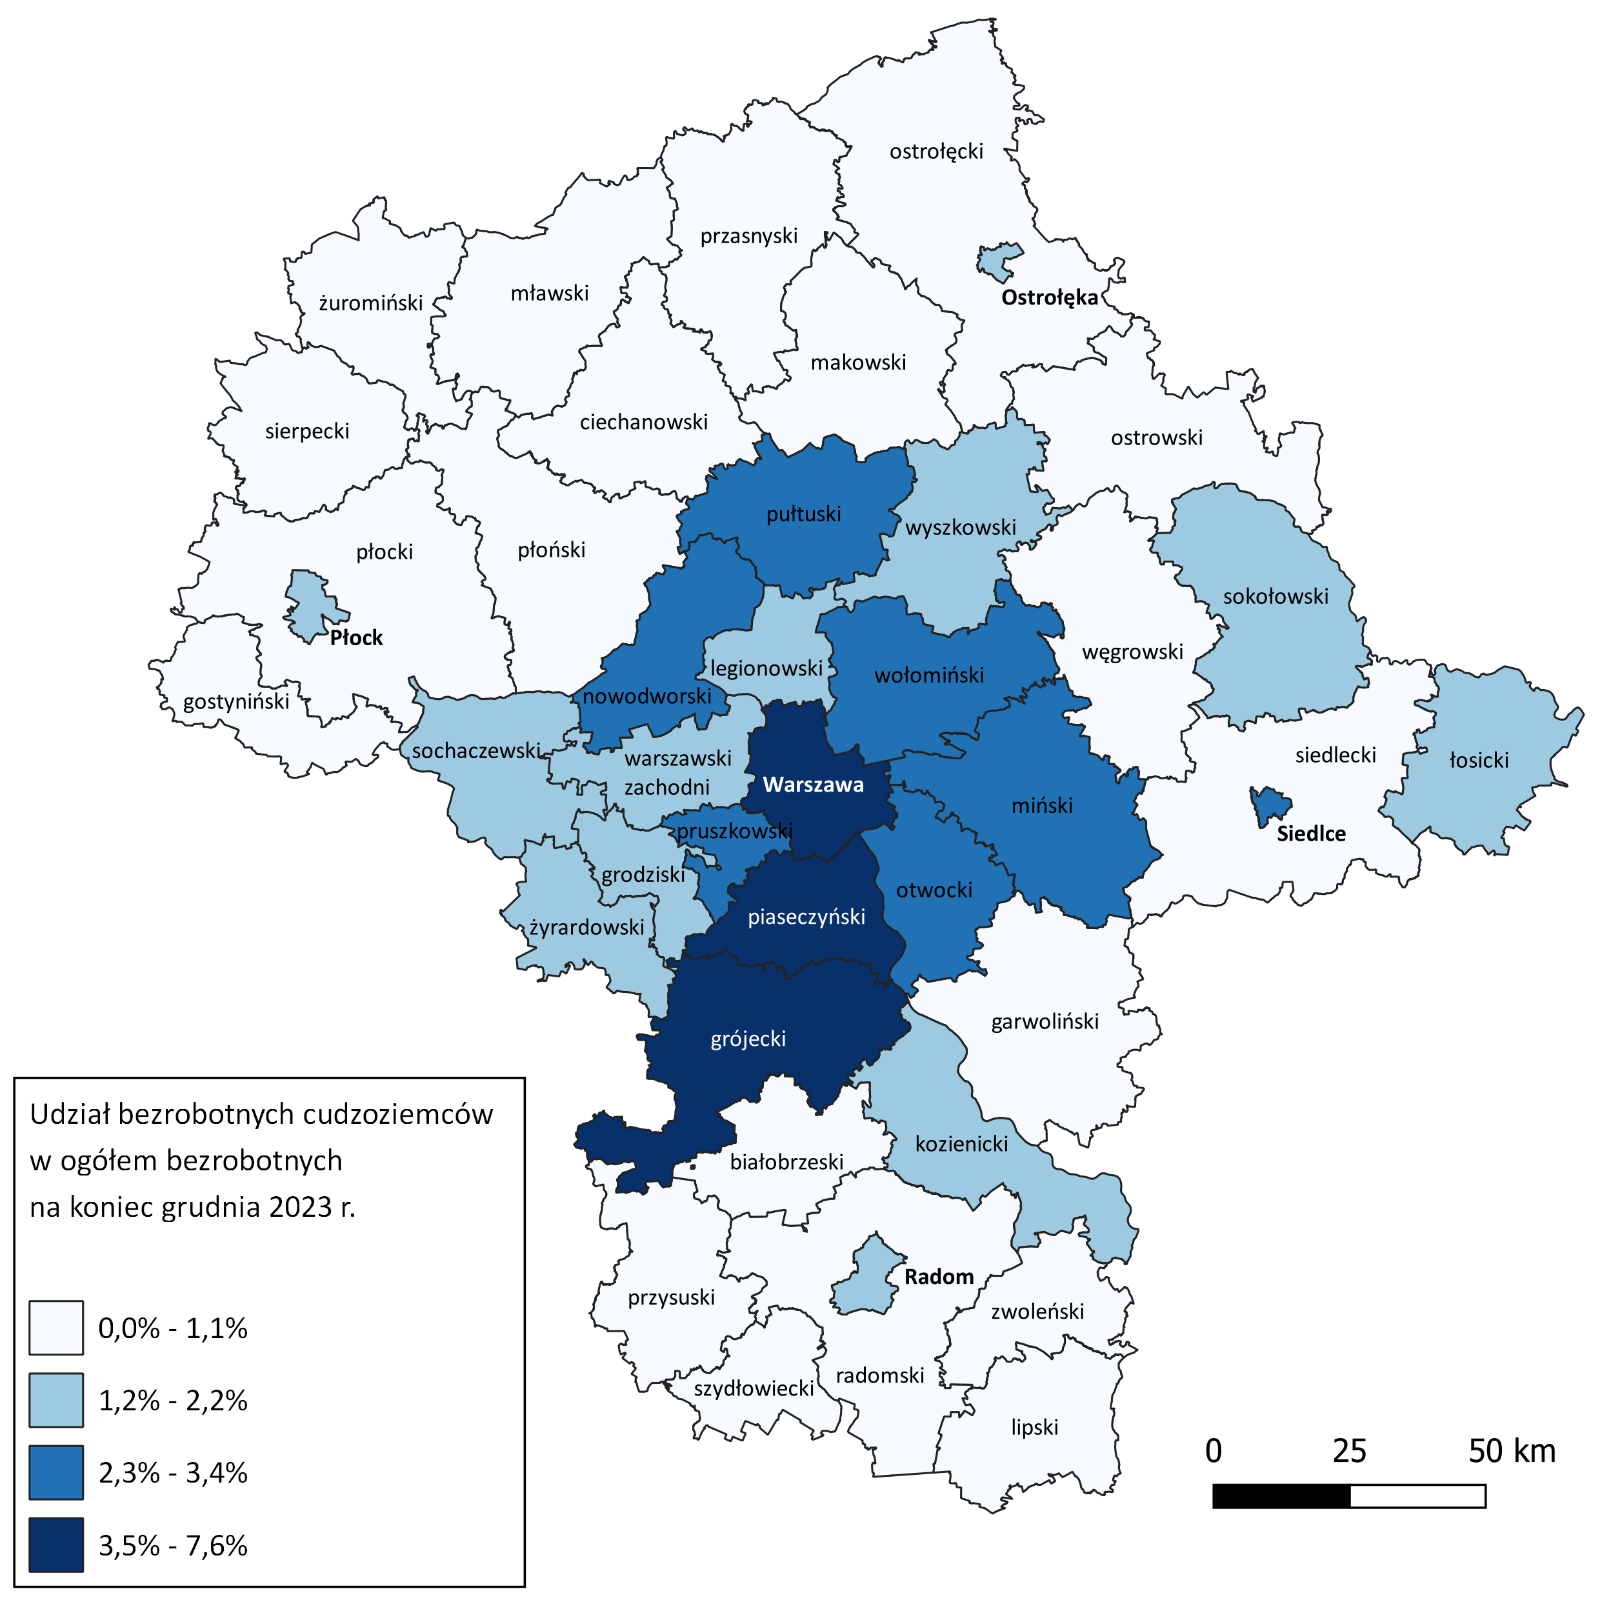 ostrołęcki
przasnyski
Ostrołęka
żuromiński
mławski
makowski
ciechanowski
sierpecki
ostrowski
pułtuski
wyszkowski
płocki
płoński
sokołowski
Płock
węgrowski
legionowski
wołomiński
nowodworski
gostyniński
sochaczewski
warszawski
zachodni
siedlecki
łosicki
Warszawa
miński
pruszkowski
Siedlce
grodziski
otwocki
piaseczyński
żyrardowski
garwoliński
grójecki
kozienicki
białobrzeski
Radom
przysuski
zwoleński
radomski
szydłowiecki
lipski
Udział bezrobotnych cudzoziemców
w ogółem bezrobotnych
na koniec grudnia 2023 r.
0,0% - 1,1%
1,2% - 2,2%
2,3% - 3,4%
3,5% - 7,6%
0 25 50 km